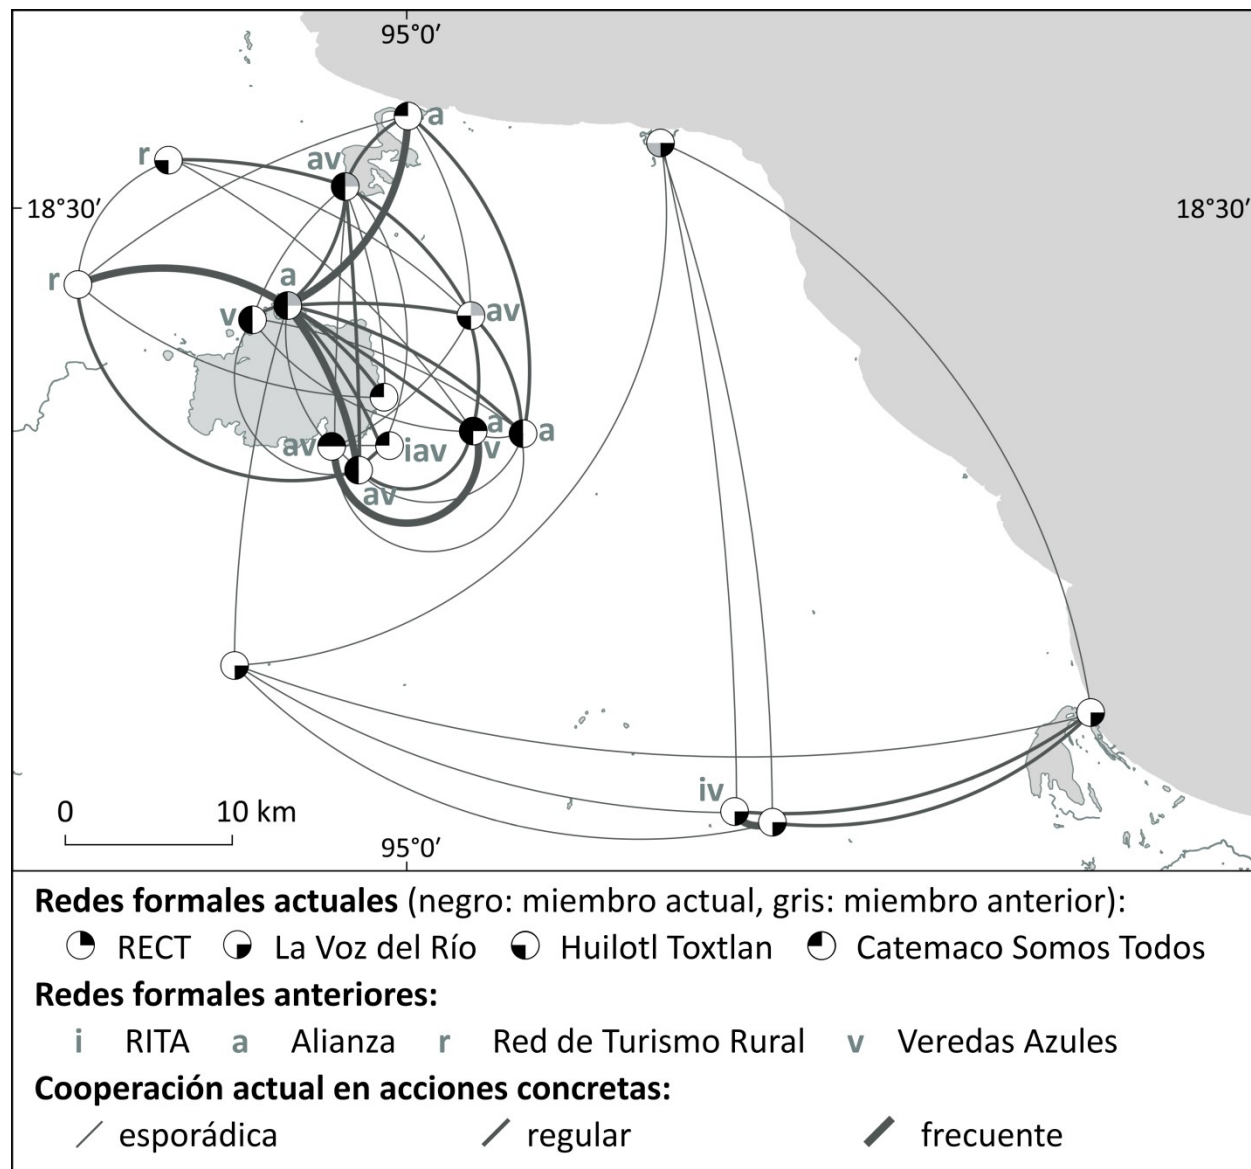 95°0′
a
r
av
18°30′
18°30′
r
a
v
av
a
a
av
iav
v
av
iv
0
10 km
95°0′
Redes formales actuales (negro: miembro actual, gris: miembro anterior):
RECT La Voz del Río Huilotl Toxtlan Catemaco Somos Todos
Redes formales anteriores:
i RITA a Alianza r Red de Turismo Rural v Veredas Azules
Cooperación actual en acciones concretas:
esporádica regular frecuente